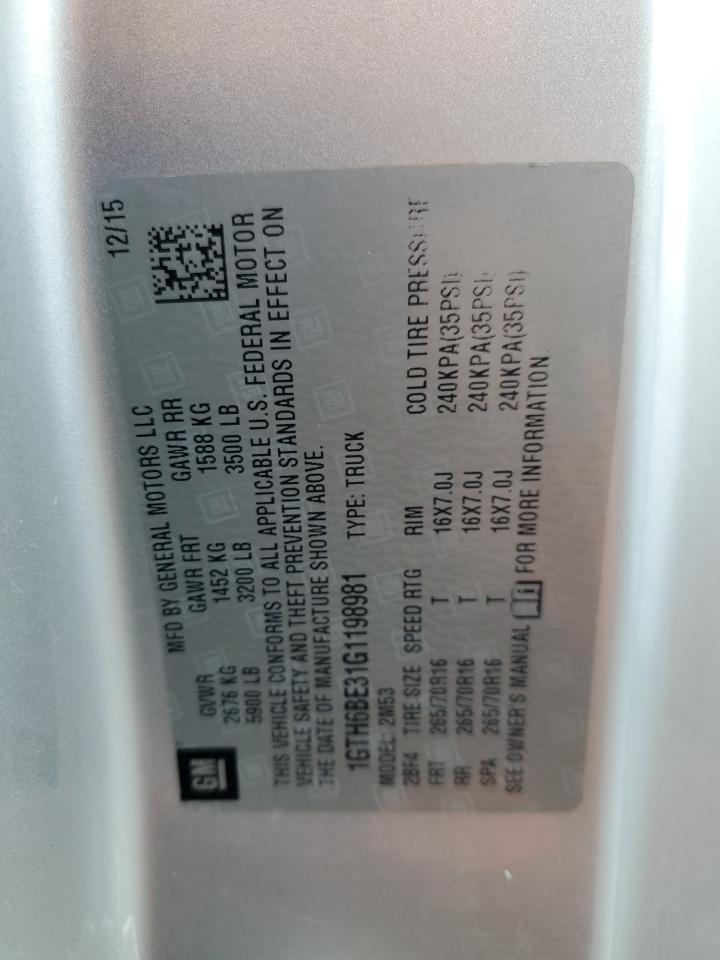 12/15
GM
MFD BY GENERAL MOTORS LLC
GVWR GAWR FRT GAWR RR
2676 KG 1452 KG 1588 KG
5900 LB 3200 LB 3500 LB
THIS VEHICLE CONFORMS TO ALL APPLICABLE U.S. FEDERAL MOTOR
VEHICLE SAFETY AND THEFT PREVENTION STANDARDS IN EFFECT ON
THE DATE OF MANUFACTURE SHOWN ABOVE.
1GTH6BE31G1198981 TYPE: TRUCK
MODEL: 2M53
2BF4 TIRE SIZE SPEED RTG RIM COLD TIRE PRESSURE
FRT 265/70R16 T 16X7.0J 240KPA(35PSI)
RR 265/70R16 T 16X7.0J 240KPA(35PSI)
SPA 265/70R16 T 16X7.0J 240KPA(35PSI)
SEE OWNER'S MANUAL FOR MORE INFORMATION.